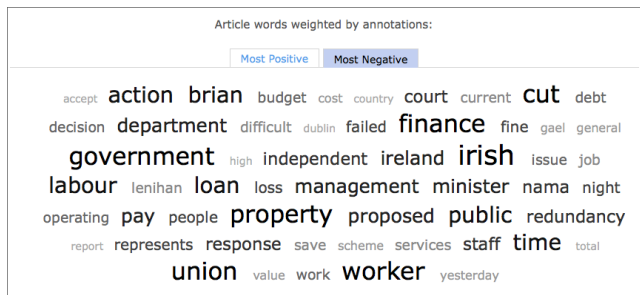 Article words weighted by annotations:
Most Positive Most Negative
accept action brian budget cost country court current cut debt
decision department difficult dublin failed finance fine gael general
government high independent ireland irish issue job
labour lenihan loan loss management minister nama night
operating pay people property proposed public redundancy
report represents response save scheme services staff time total
union value work worker yesterday